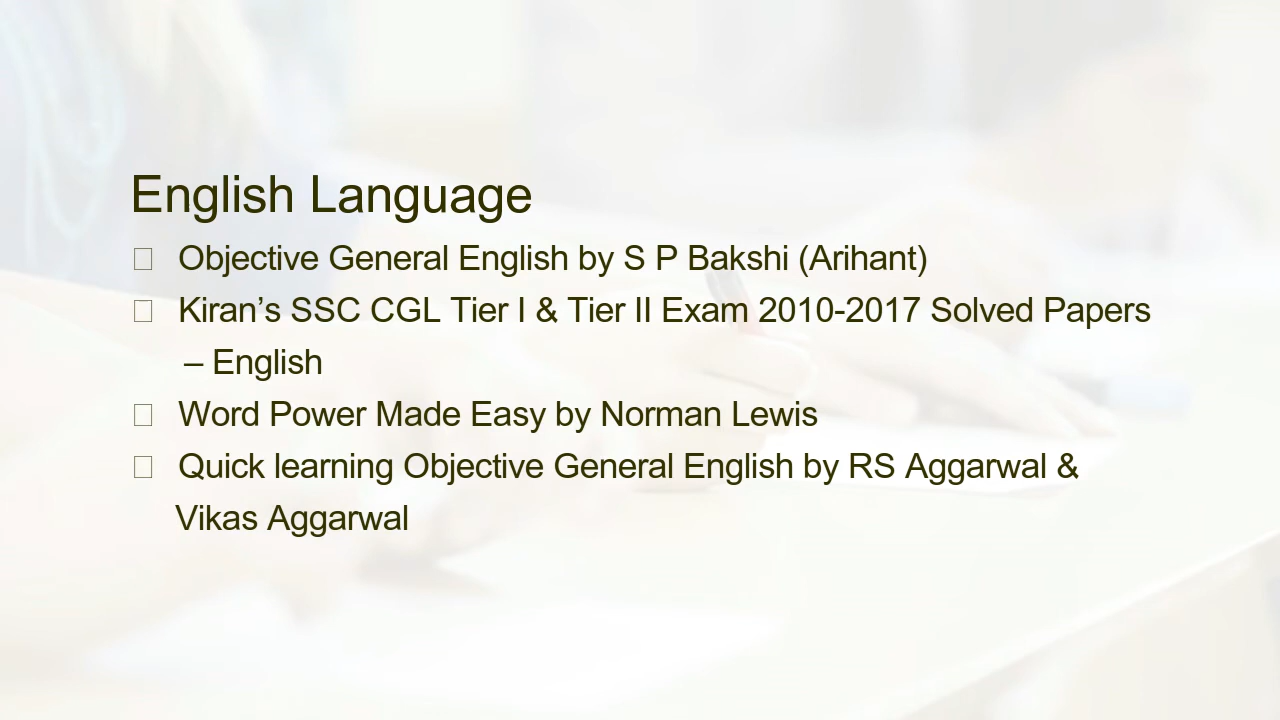 English Language
Objective General English by S P Bakshi (Arihant)
Kiran’s SSC CGL Tier I & Tier II Exam 2010-2017 Solved Papers
– English
Word Power Made Easy by Norman Lewis
Quick learning Objective General English by RS Aggarwal &
Vikas Aggarwal